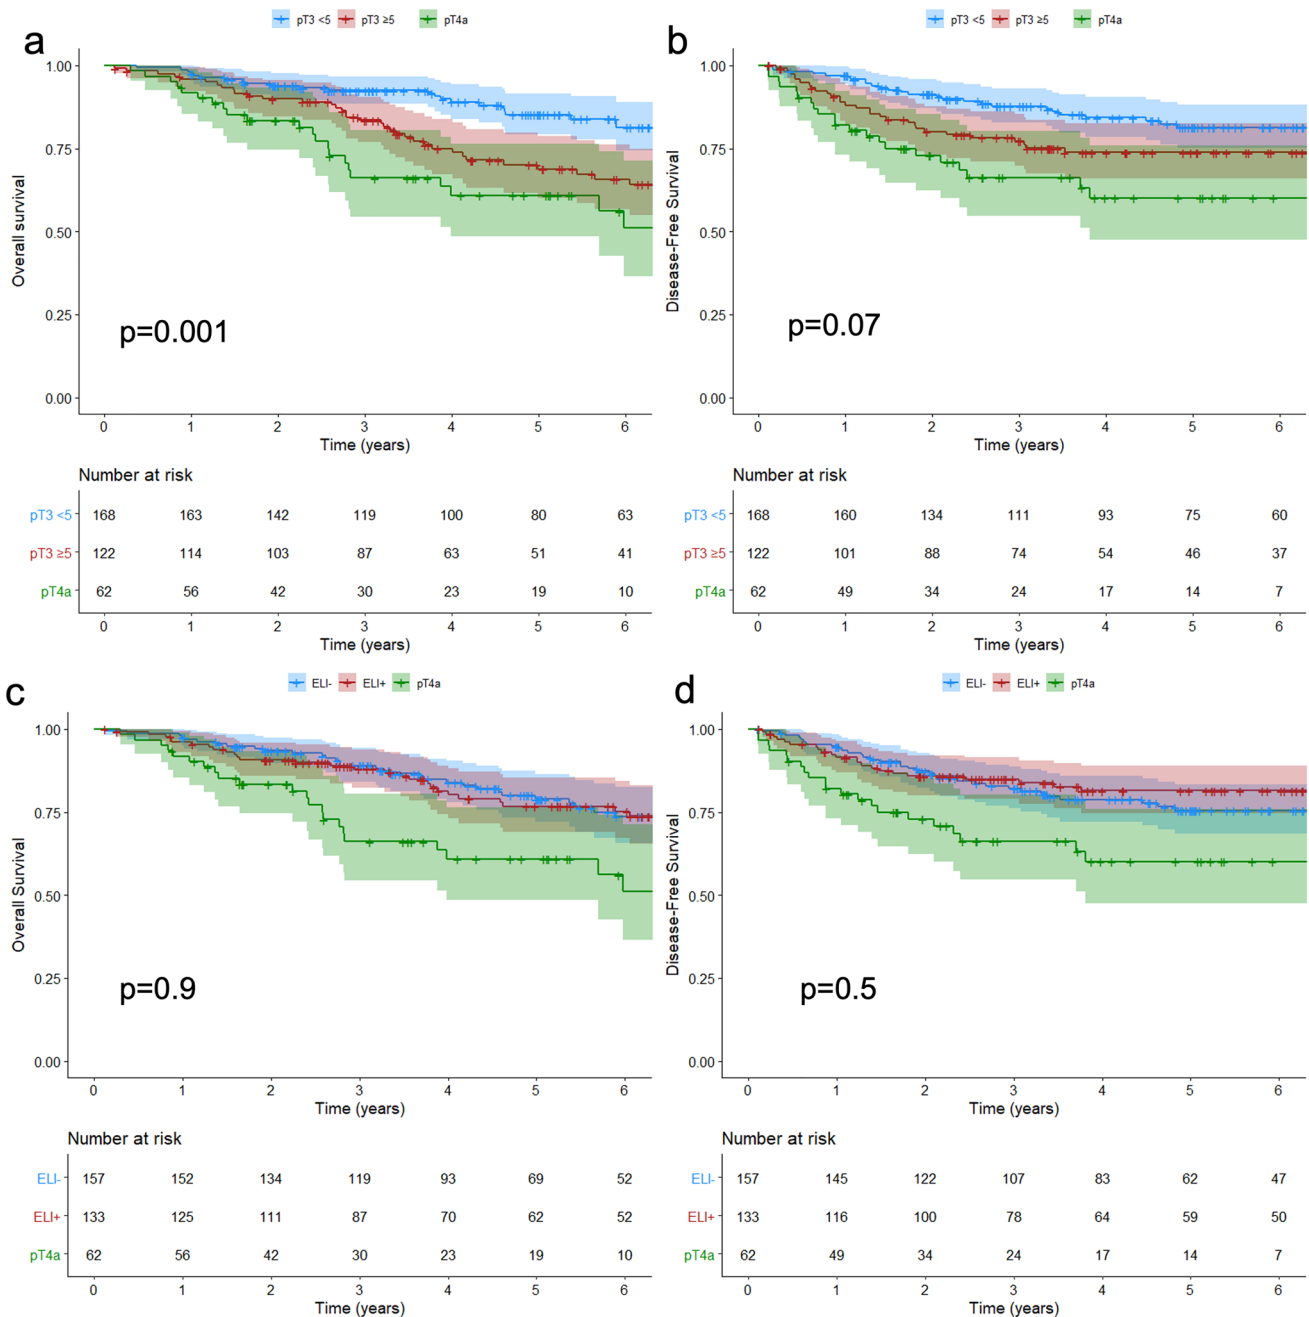 a
pT3 <5 pT3 ≥5 pT4a
Overall survival
1.00
0.75
0.50
0.25
0.00
p=0.001
0 1 2 3 4 5 6
Time (years)
Number at risk
pT3 <5 168 163 142 119 100 80 63
pT3 ≥5 122 114 103 87 63 51 41
pT4a 62 56 42 30 23 19 10
0 1 2 3 4 5 6
Time (years)
b
pT3 <5 pT3 ≥5 pT4a
Disease-Free Survival
1.00
0.75
0.50
0.25
0.00
p=0.07
0 1 2 3 4 5 6
Time (years)
Number at risk
pT3 <5 168 160 134 111 93 75 60
pT3 ≥5 122 101 88 74 54 46 37
pT4a 62 49 34 24 17 14 7
0 1 2 3 4 5 6
Time (years)
c
ELI- ELI+ pT4a
Overall Survival
1.00
0.75
0.50
0.25
0.00
p=0.9
0 1 2 3 4 5 6
Time (years)
Number at risk
ELI- 157 152 134 119 93 69 52
ELI+ 133 125 111 87 70 62 52
pT4a 62 56 42 30 23 19 10
0 1 2 3 4 5 6
Time (years)
d
ELI- ELI+ pT4a
Disease-Free Survival
1.00
0.75
0.50
0.25
0.00
p=0.5
0 1 2 3 4 5 6
Time (years)
Number at risk
ELI- 157 145 122 107 83 62 47
ELI+ 133 116 100 78 64 59 50
pT4a 62 49 34 24 17 14 7
0 1 2 3 4 5 6
Time (years)